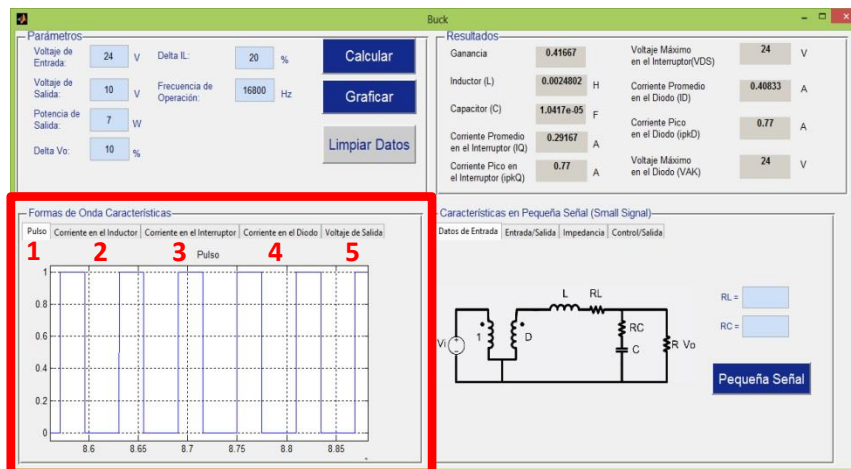 Buck
Parámetros
Voltaje de
Entrada:
24
V
Delta IL:
20
%
Calcular
Voltaje de
Salida:
10
V
Frecuencia de
Operación:
16800
Hz
Graficar
Potencia de
Salida:
7
W
Delta Vo:
10
%
Limpiar Datos
Resultados
Ganancia
0.41667
Voltaje Máximo
en el Interruptor(VDS)
24
V
Inductor (L)
0.0024802
H
Corriente Promedio
en el Diodo (ID)
0.40833
A
Capacitor (C)
1.0417e-05
F
Corriente Pico
en el Diodo (ipkD)
0.77
A
Corriente Promedio
en el Interruptor (IQ)
0.29167
A
Corriente Pico en
el Interruptor (ipkQ)
0.77
A
Voltaje Máximo
en el Diodo (VAK)
24
V
Formas de Onda Características
Pulso Corriente en el Inductor Corriente en el Interruptor Corriente en el Diodo Voltaje de Salida
1 2 3 4 5
Pulso
1
0.8
0.6
0.4
0.2
0
8.6 8.65 8.7 8.75 8.8 8.85
Características en Pequeña Señal (Small Signal)
Datos de Entrada Entrada/Salida Impedancia Control/Salida
L RL
Vi 1 D RC C R Vo
RL =
RC =
Pequeña Señal